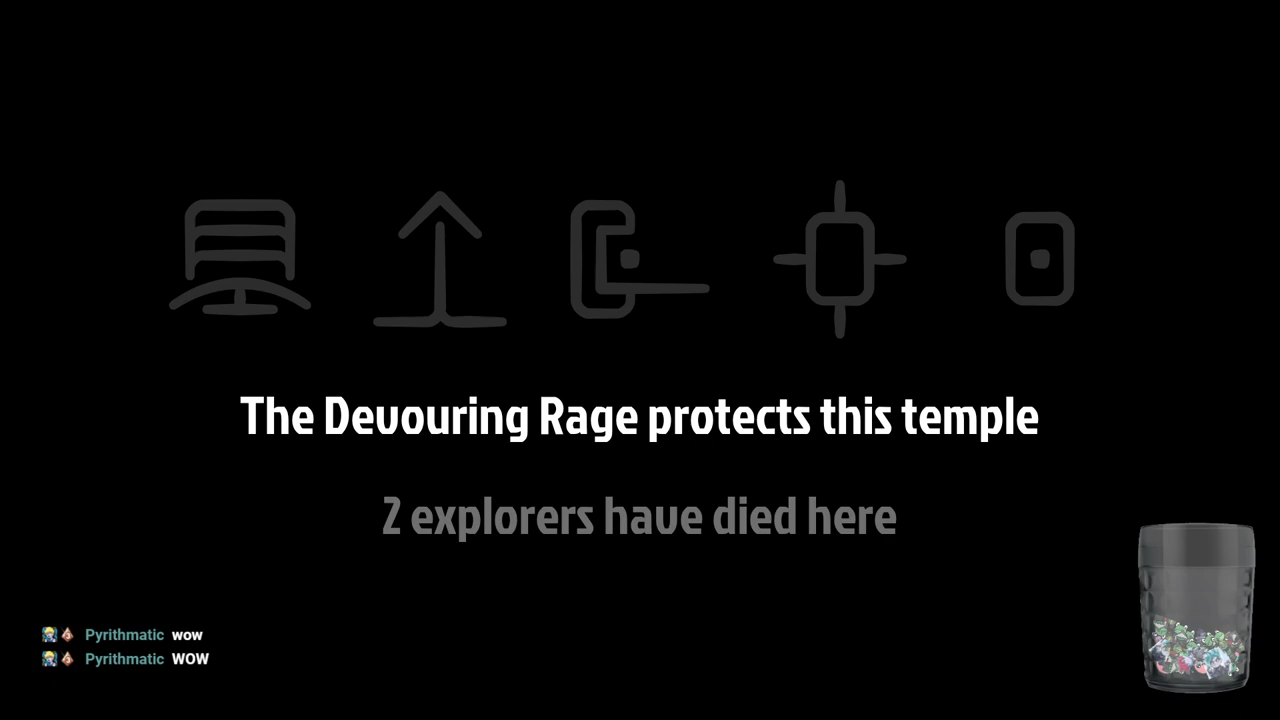 The Devouring Rage protects this temple
2 explorers have died here
Pyrithmatic wow
Pyrithmatic WOW